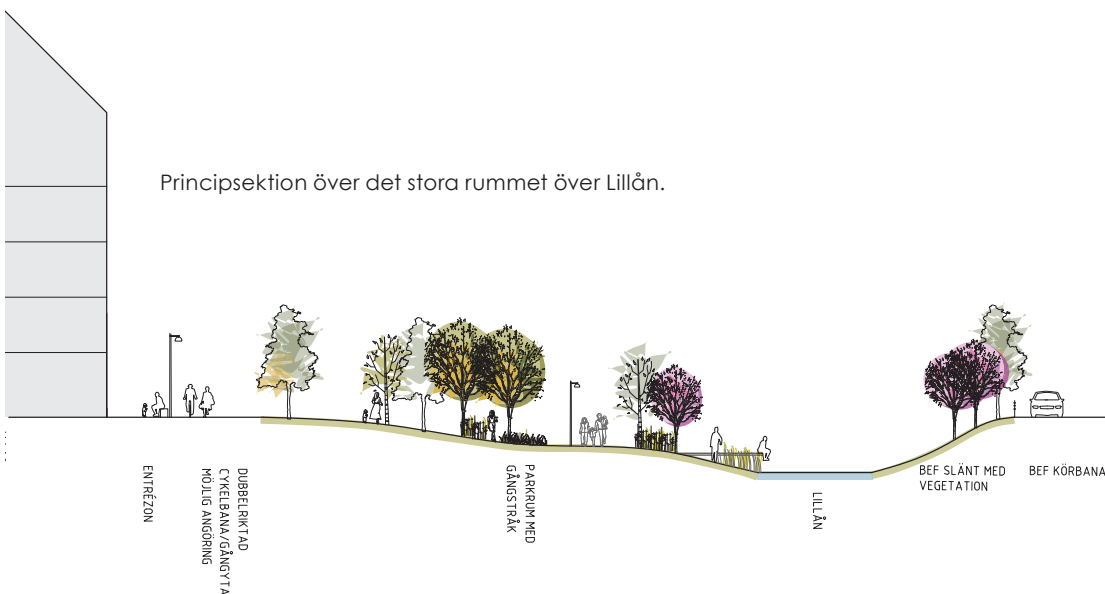 Principsektion över det stora rummet över Lillån.
ENTRÉZON
DUBBELRIKTAD
CYKELBANA/GÅNGYTA
MÖJLIG ANGÖRING
PARKRUM MED
GÅNGSTRÅK
LILLÅN
BEF SLÄNT MED
VEGETATION
BEF KÖRBANA